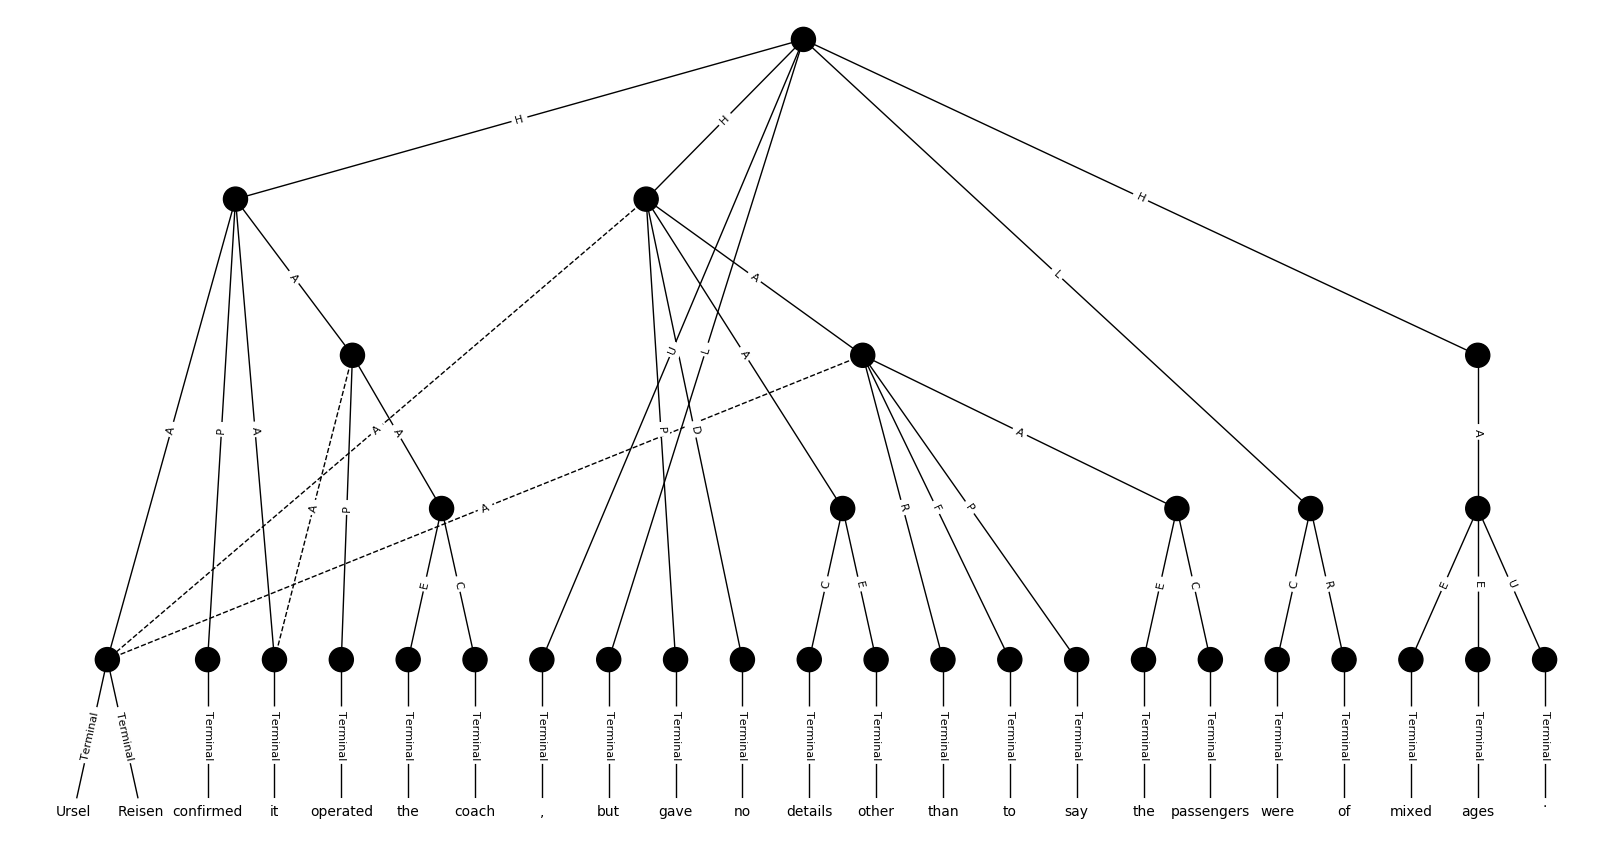 H H L H
U L
A P A A
A P D A A
A P A
A R F P A
A
E C
C E
E C
C R
E E U
Terminal Terminal Terminal Terminal Terminal Terminal Terminal Terminal Terminal Terminal Terminal Terminal Terminal Terminal Terminal Terminal Terminal Terminal Terminal Terminal Terminal Terminal Terminal
Ursel Reisen confirmed it operated the coach , but gave no details other than to say the passengers were of mixed ages .